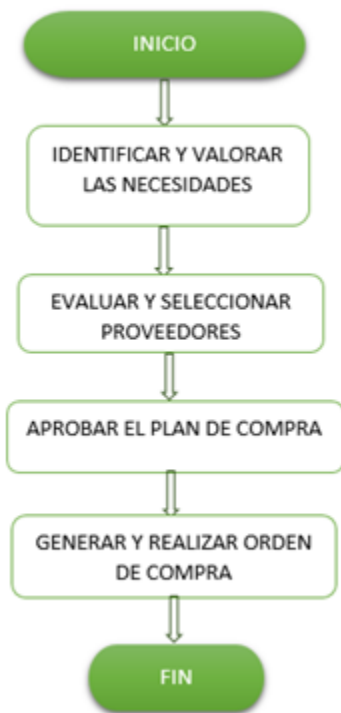 INICIO
IDENTIFICAR Y VALORAR
LAS NECESIDADES
EVALUAR Y SELECCIONAR
PROVEEDORES
APROBAR EL PLAN DE COMPRA
GENERAR Y REALIZAR ORDEN
DE COMPRA
FIN